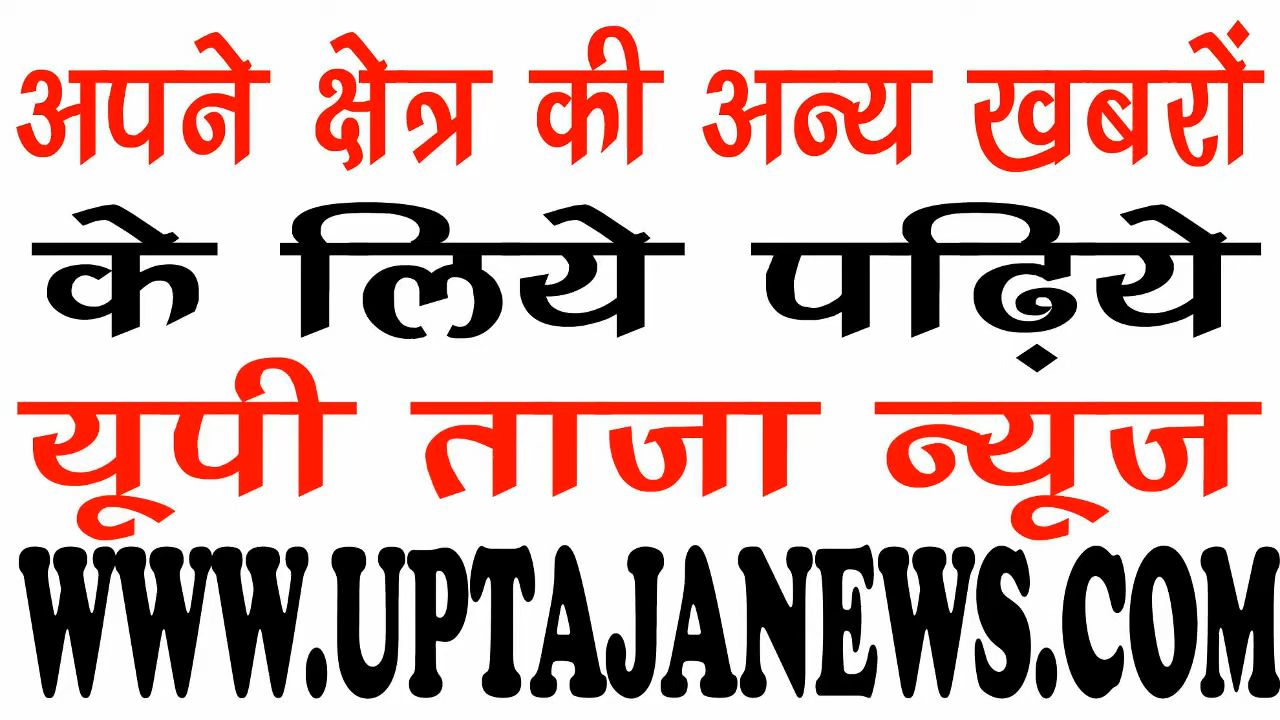 अपने क्षेत्र की अन्य खबरों
के लिये पढ़िये
यूपी ताजा न्यूज
WWW.UPTAJANEWS.COM